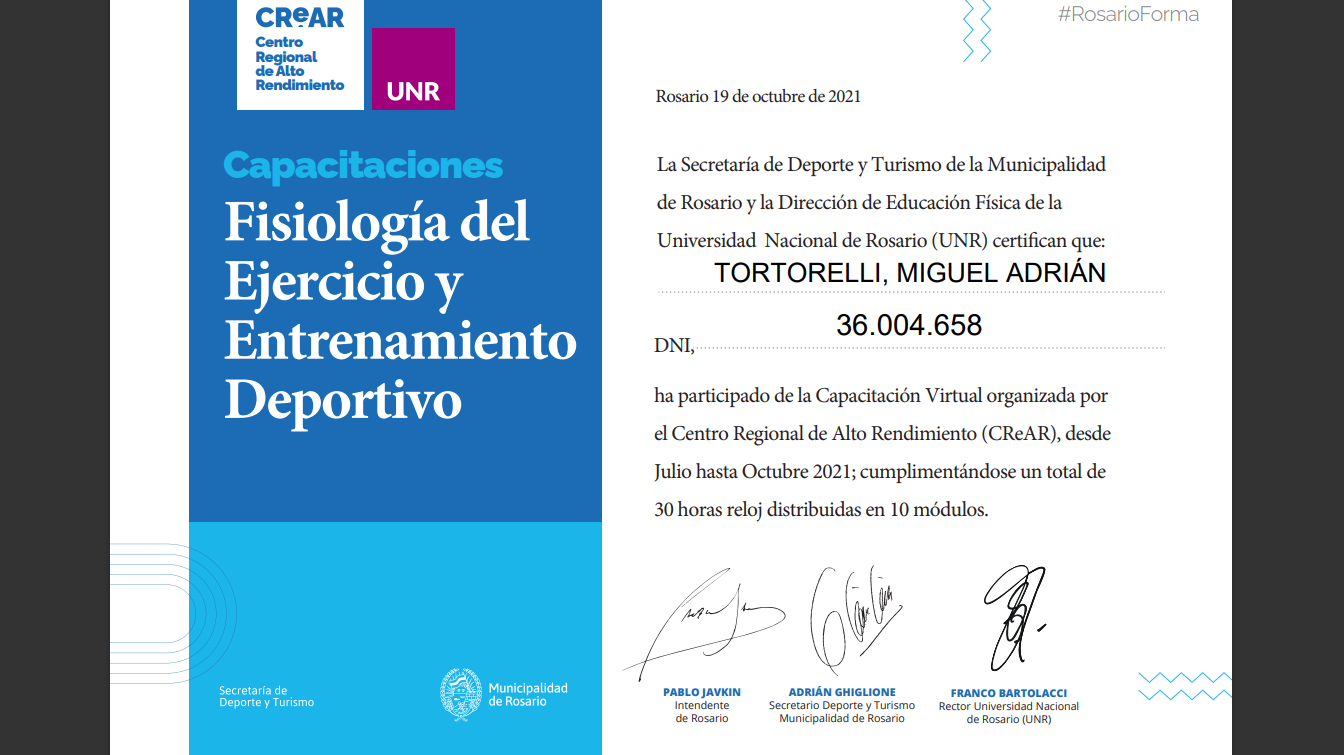 CReAR
Centro
Regional
de Alto
Rendimiento
UNR
Capacitaciones
Fisiología del
Ejercicio y
Entrenamiento
Deportivo
Secretaría de
Deporte y Turismo
Municipalidad
de Rosario
#RosarioForma
Rosario 19 de octubre de 2021
La Secretaría de Deporte y Turismo de la Municipalidad
de Rosario y la Dirección de Educación Física de la
Universidad Nacional de Rosario (UNR) certifican que:
TORTORELLI, MIGUEL ADRIÁN
36.004.658
DNI,
ha participado de la Capacitación Virtual organizada por
el Centro Regional de Alto Rendimiento (CReAR), desde
Julio hasta Octubre 2021; cumplimentándose un total de
30 horas reloj distribuidas en 10 módulos.
PABLO JAVKIN
Intendente
de Rosario
ADRIÁN GHIGLIONE
Secretario Deporte y Turismo
Municipalidad de Rosario
FRANCO BARTOLACCI
Rector Universidad Nacional
de Rosario (UNR)